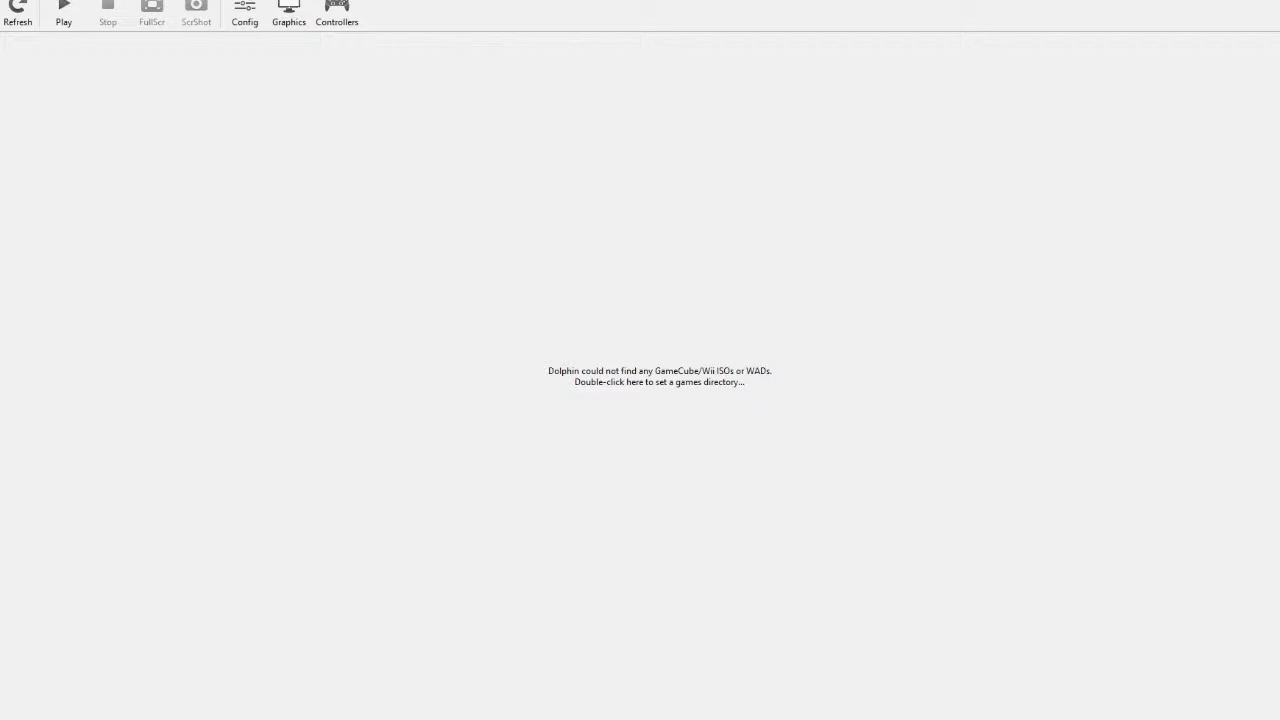 Refresh Play Stop FullScr ScrShot Config Graphics Controllers
Dolphin could not find any GameCube/Wii ISOs or WADs.
Double-click here to set a games directory...